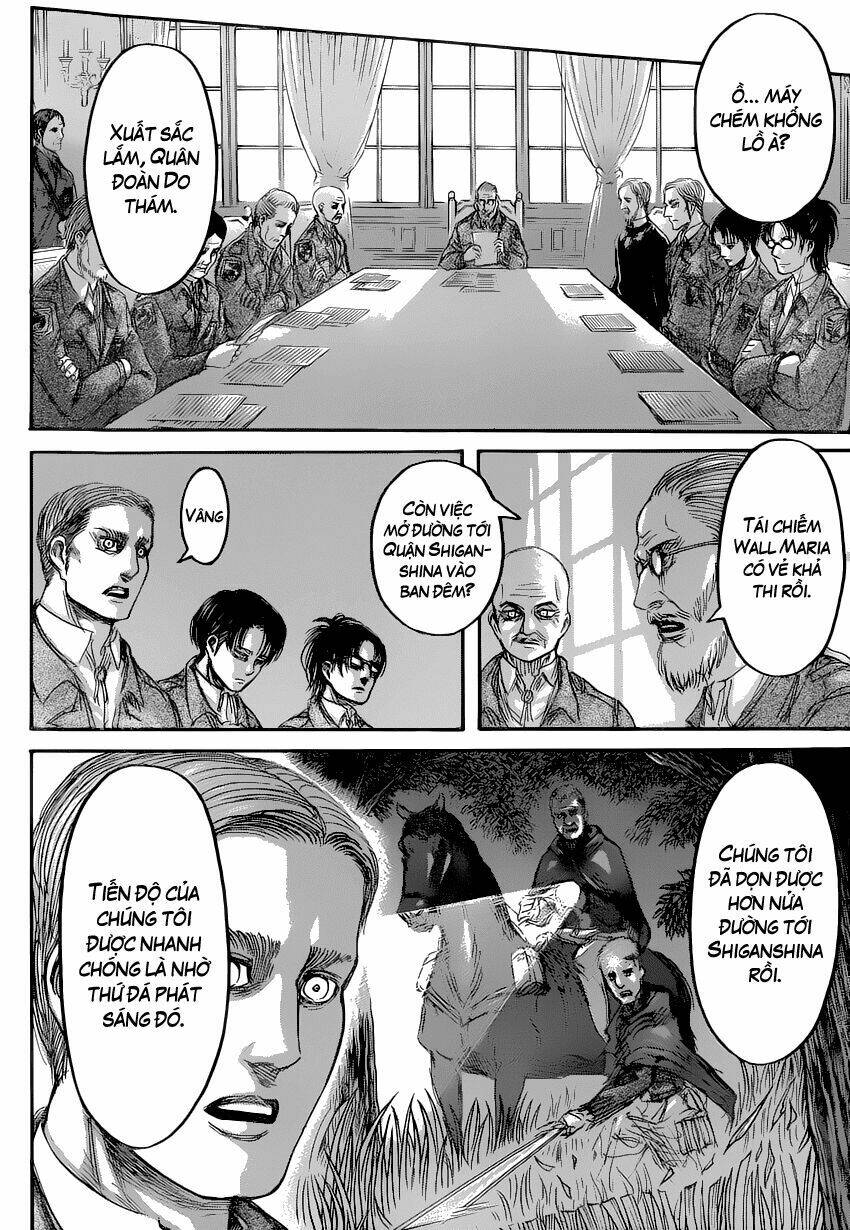 Ồ... MÁY
CHÉM KHỔNG
LỒ À?
XUẤT SẮC
LẮM, QUÂN
ĐOÀN DO
THÁM.
TÁI CHIẾM
WALL MARIA
CÓ VẺ KHẢ
THI RỒI.
CÒN VIỆC
MỞ ĐƯỜNG TỚI
QUẬN SHIGAN-
SHINA VÀO
BAN ĐÊM?
VÂNG
CHÚNG TÔI
ĐÃ DỌN ĐƯỢC
HƠN NỬA
ĐƯỜNG TỚI
SHIGANSHINA
RỒI.
TIẾN ĐỘ CỦA
CHÚNG TÔI
ĐƯỢC NHANH
CHÓNG LÀ NHỜ
THỨ ĐÁ PHÁT
SÁNG ĐÓ.